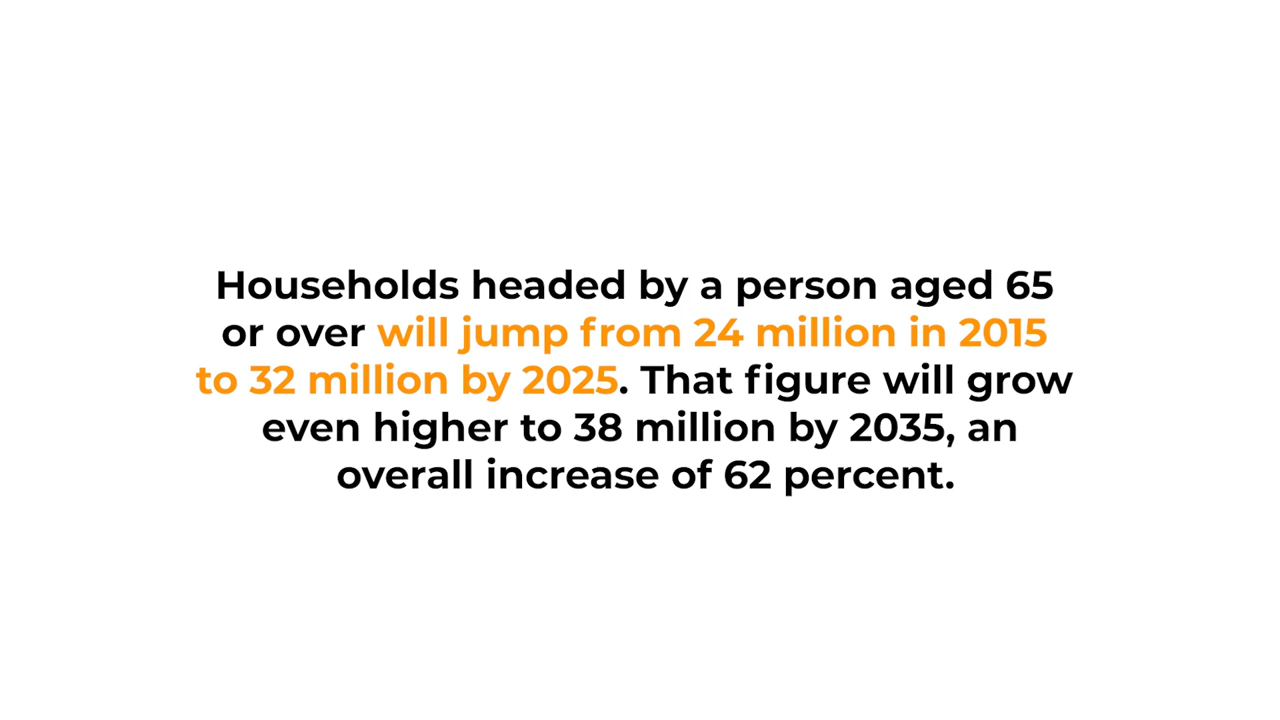 Households headed by a person aged 65
or over will jump from 24 million in 2015
to 32 million by 2025. That figure will grow
even higher to 38 million by 2035, an
overall increase of 62 percent.